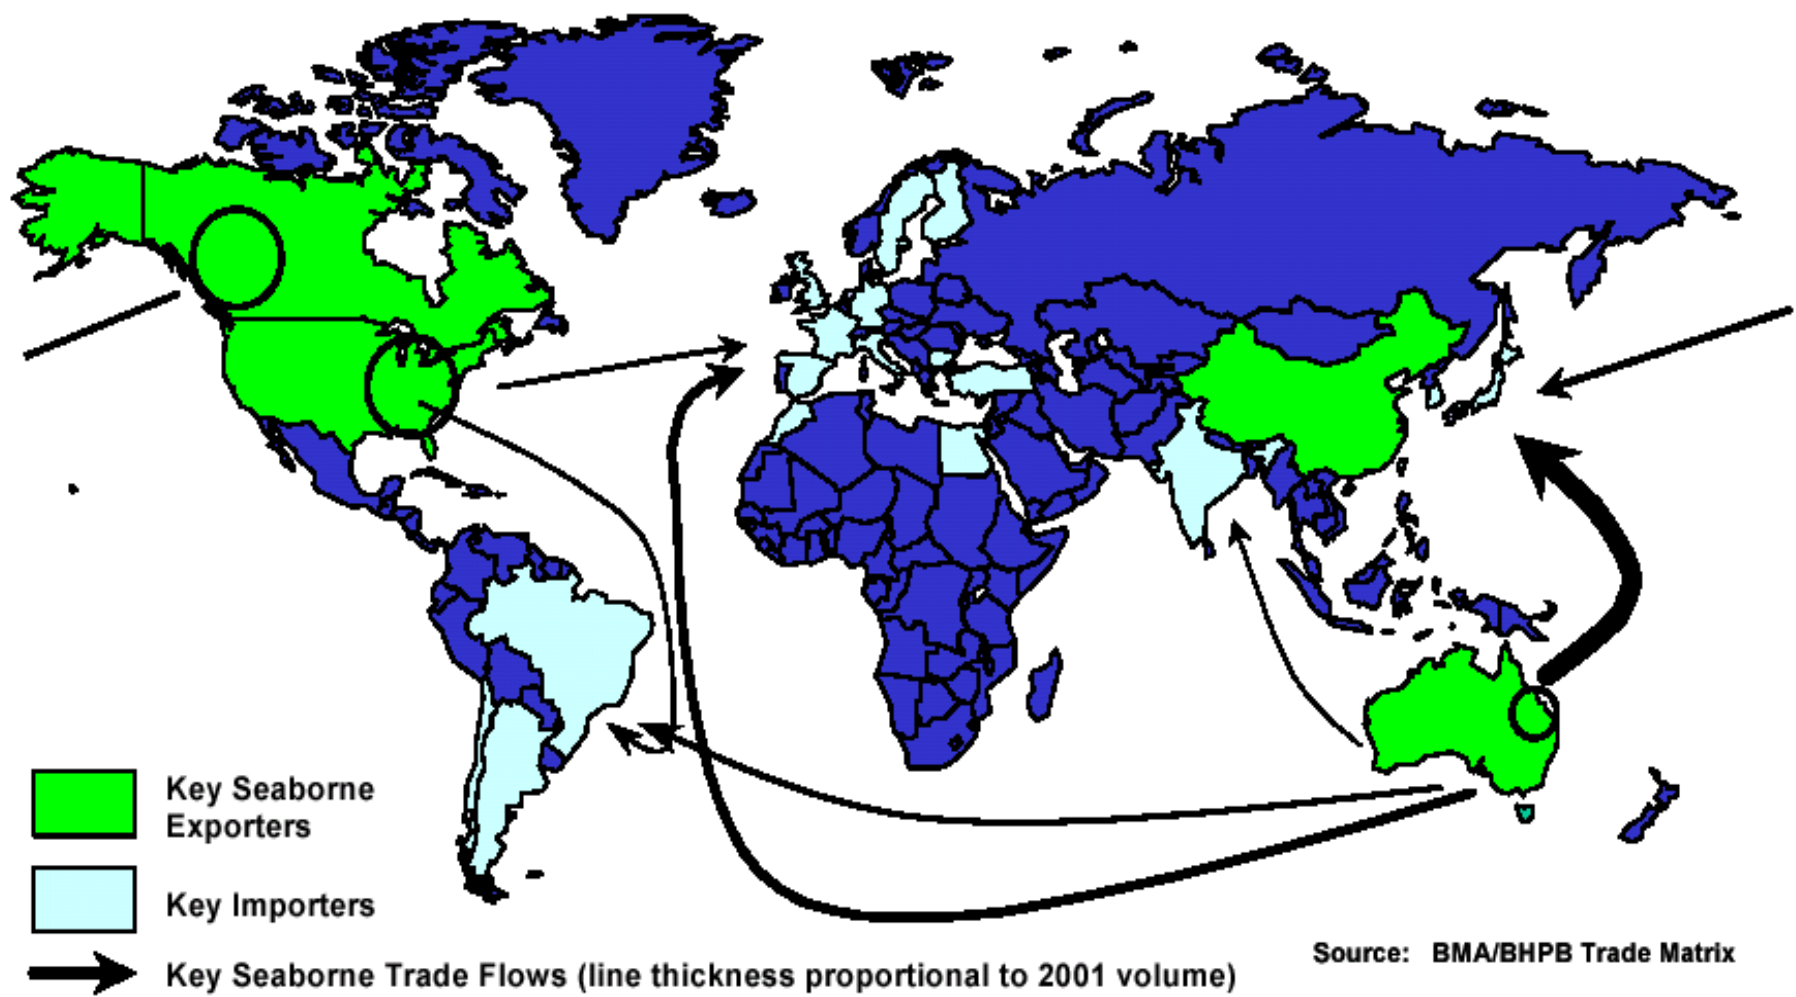 Key Seaborne
Exporters
Key Importers
Key Seaborne Trade Flows (line thickness proportional to 2001 volume)
Source: BMA/BHPB Trade Matrix